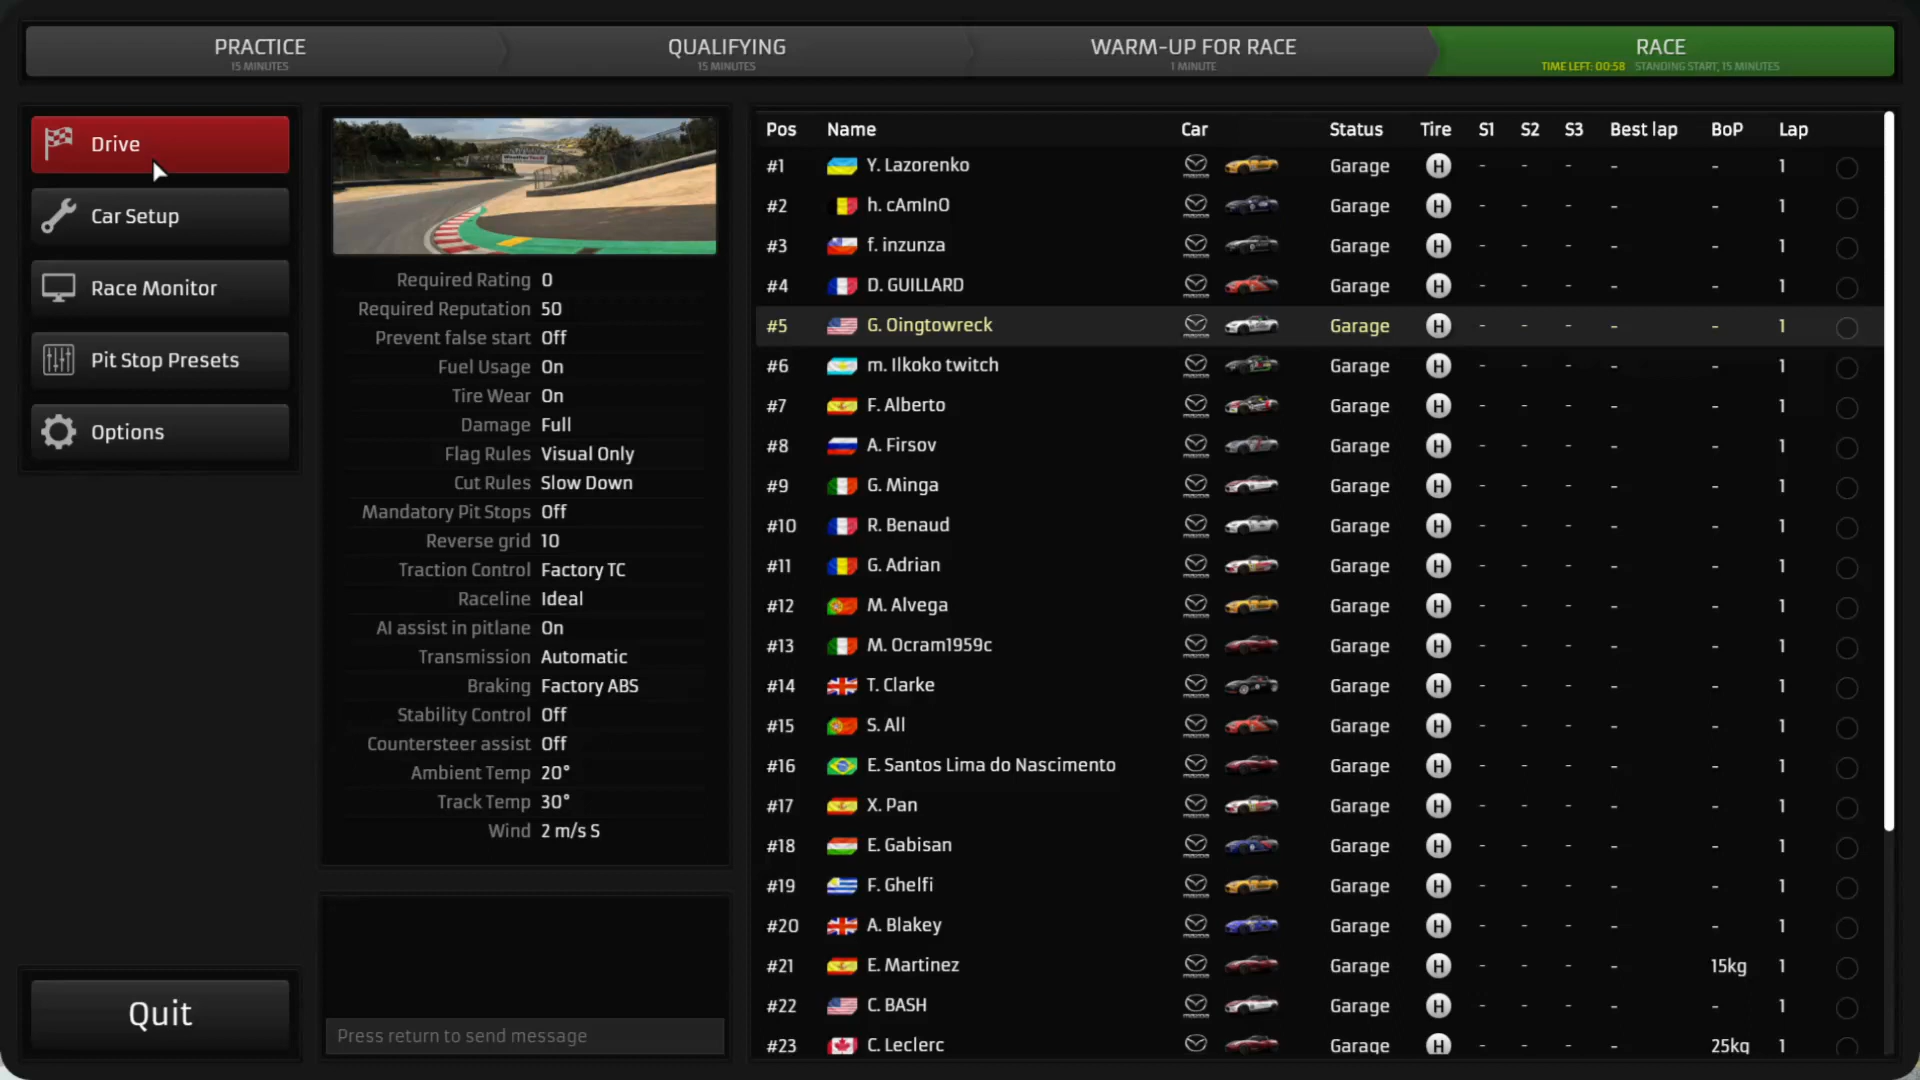 PRACTICE
15 MINUTES
QUALIFYING
15 MINUTES
WARM-UP FOR RACE
1 MINUTE
RACE
TIME LEFT: 00:58 STANDING START, 15 MINUTES
Drive
Car Setup
Race Monitor
Pit Stop Presets
Options
Quit
Required Rating 0
Required Reputation 50
Prevent false start Off
Fuel Usage On
Tire Wear On
Damage Full
Flag Rules Visual Only
Cut Rules Slow Down
Mandatory Pit Stops Off
Reverse grid 10
Traction Control Factory TC
Raceline Ideal
AI assist in pitlane On
Transmission Automatic
Braking Factory ABS
Stability Control Off
Countersteer assist Off
Ambient Temp 20°
Track Temp 30°
Wind 2 m/s S
Press return to send message
Pos Name Car Status Tire S1 S2 S3 Best lap BoP Lap
#1 Y. Lazorenko Garage H - - - - - 1
#2 h. cAmInO Garage H - - - - - 1
#3 f. inzunza Garage H - - - - - 1
#4 D. GUILLARD Garage H - - - - - 1
#5 G. Oingtowreck Garage H - - - - - 1
#6 m. Ilkoko twitch Garage H - - - - - 1
#7 F. Alberto Garage H - - - - - 1
#8 A. Firsov Garage H - - - - - 1
#9 G. Minga Garage H - - - - - 1
#10 R. Benaud Garage H - - - - - 1
#11 G. Adrian Garage H - - - - - 1
#12 M. Alvega Garage H - - - - - 1
#13 M. Ocram1959c Garage H - - - - - 1
#14 T. Clarke Garage H - - - - - 1
#15 S. All Garage H - - - - - 1
#16 E. Santos Lima do Nascimento Garage H - - - - - 1
#17 X. Pan Garage H - - - - - 1
#18 E. Gabisan Garage H - - - - - 1
#19 F. Ghelfi Garage H - - - - - 1
#20 A. Blakey Garage H - - - - - 1
#21 E. Martinez Garage H - - - - 15kg 1
#22 C. BASH Garage H - - - - - 1
#23 C. Leclerc Garage H - - - - 25kg 1